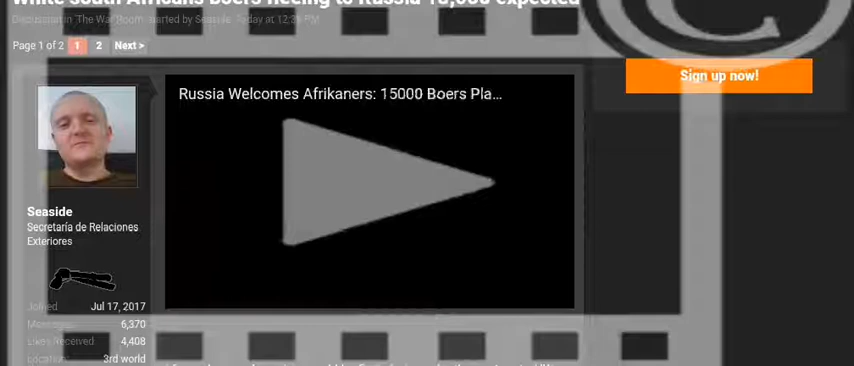 White South Africans Boers fleeing to Russia 15,000 expected
Discussion in 'The War Room' started by Seaside, Today at 12:39 PM
Page 1 of 2 1 2 Next >
Sign up now!
Russia Welcomes Afrikaners: 15000 Boers Pla...
Seaside
Secretaría de Relaciones
Exteriores
Joined: Jul 17, 2017
Messages: 6,370
Likes Received: 4,408
Location: 3rd world